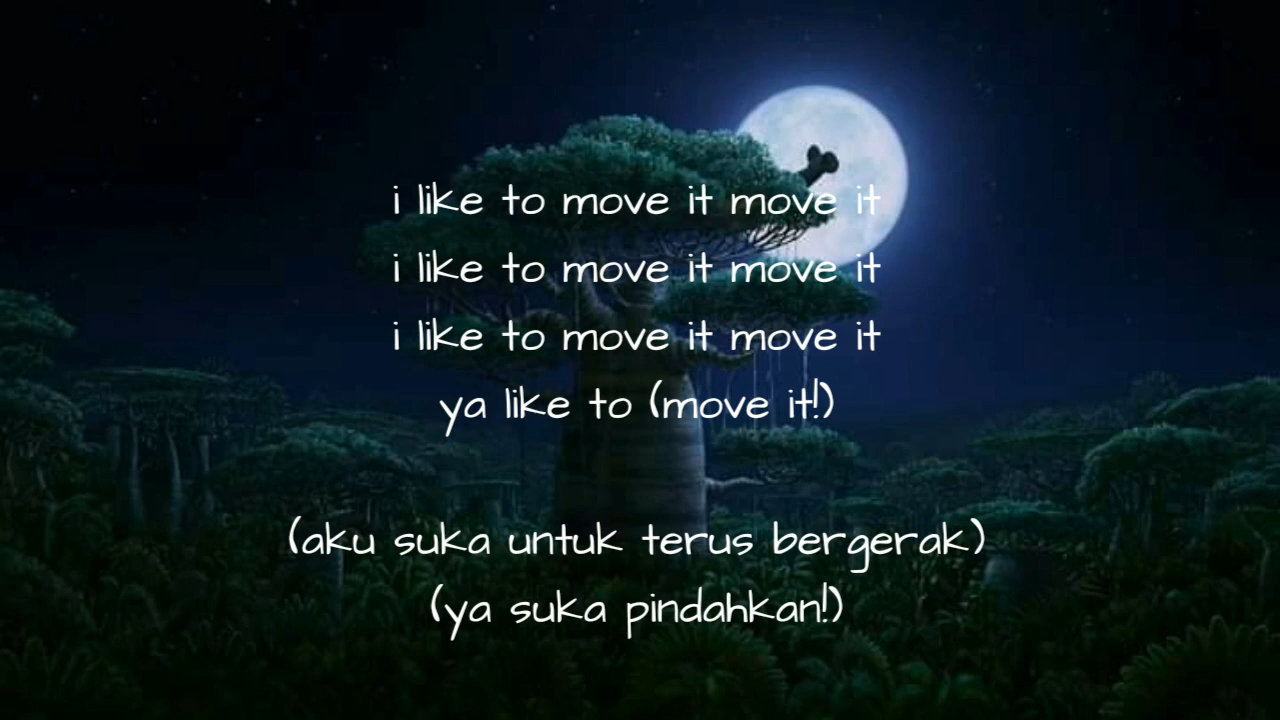 i like to move it move it
i like to move it move it
i like to move it move it
ya like to (move it!)
(aku suka untuk terus bergerak)
(ya suka pindahkan!)